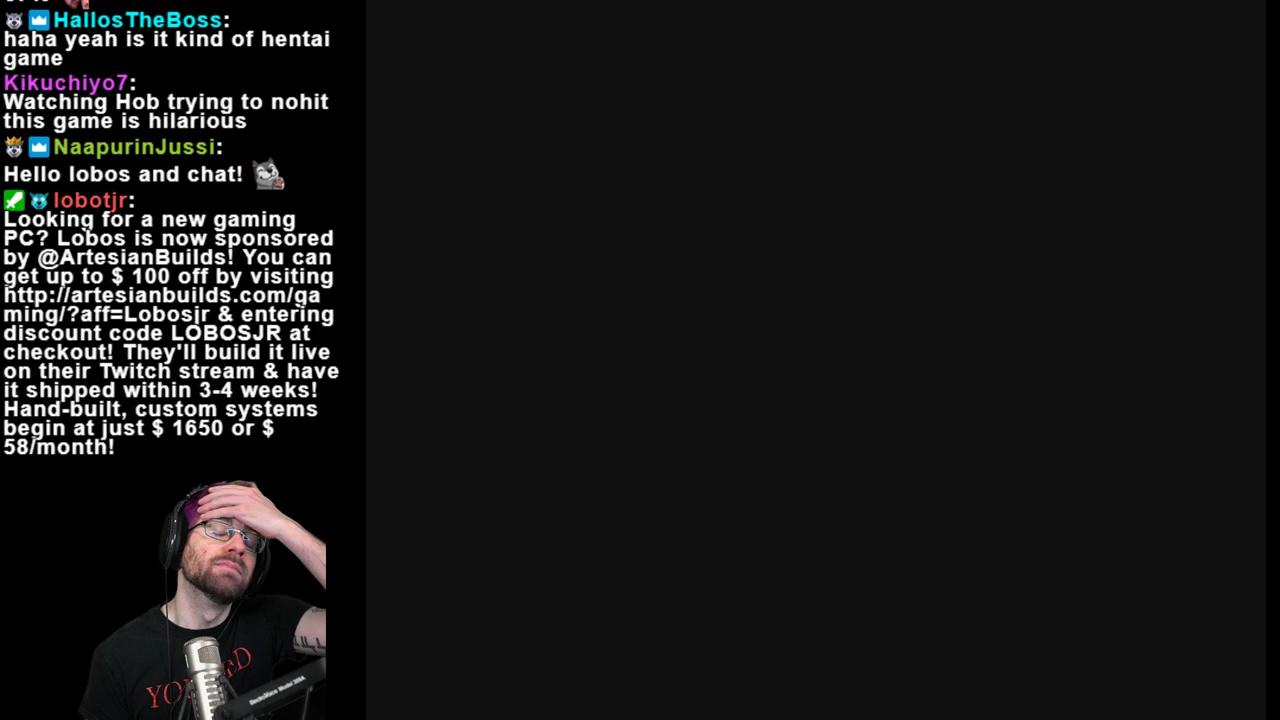 HallosTheBoss:
haha yeah is it kind of hentai
game
Kikuchiyo7:
Watching Hob trying to nohit
this game is hilarious
NaapurinJussi:
Hello lobos and chat!
lobotjr:
Looking for a new gaming
PC? Lobos is now sponsored
by @ArtesianBuilds! You can
get up to $ 100 off by visiting
http://artesianbuilds.com/ga
ming/?aff=Lobosjr & entering
discount code LOBOSJR at
checkout! They'll build it live
on their Twitch stream & have
it shipped within 3-4 weeks!
Hand-built, custom systems
begin at just $ 1650 or $
58/month!